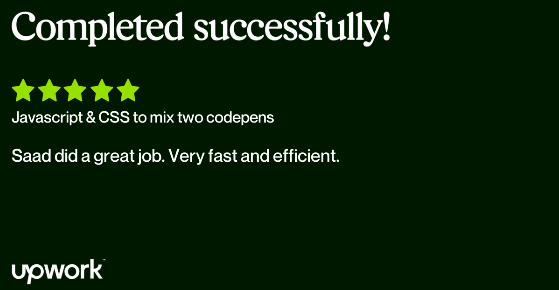 Completed successfully!
Javascript & CSS to mix two codepens
Saad did a great job. Very fast and efficient.
upwork